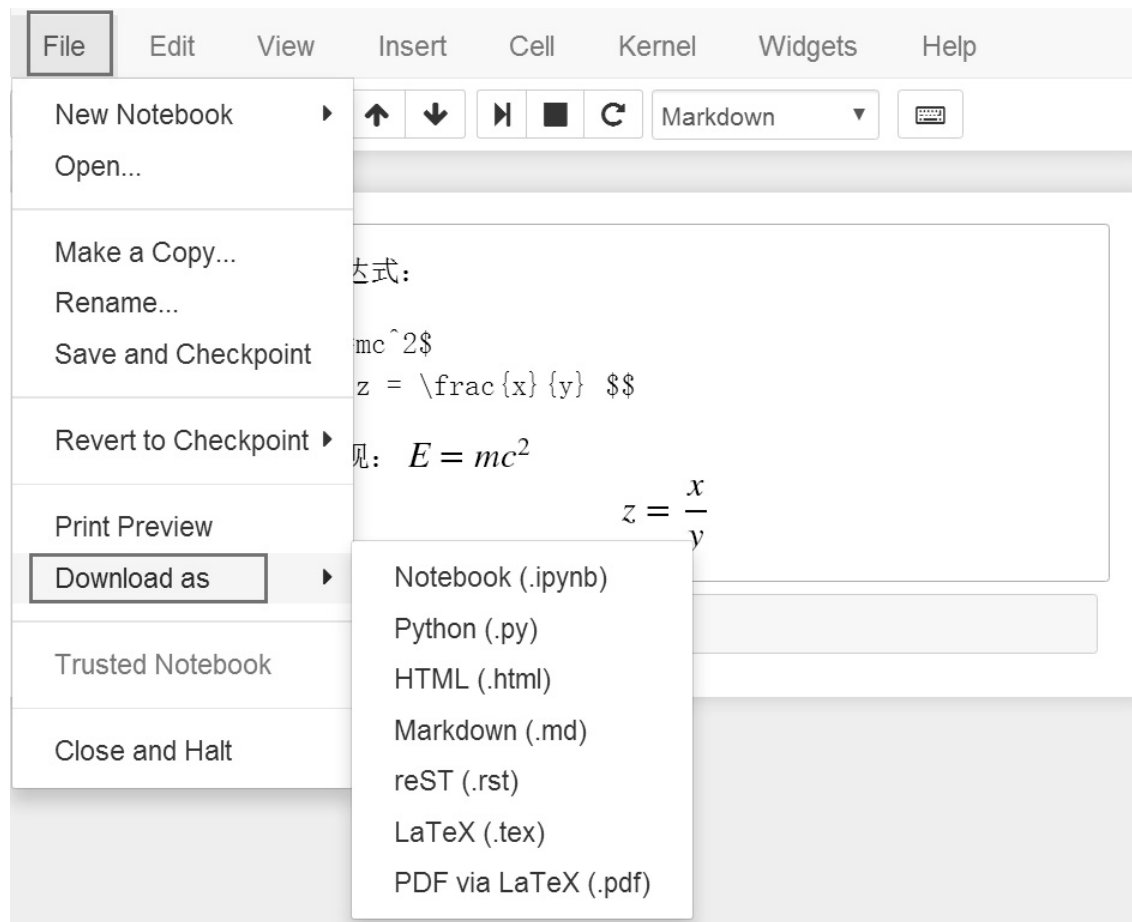 File Edit View Insert Cell Kernel Widgets Help
New Notebook
Markdown
Open...
Make a Copy...
Rename...
Save and Checkpoint
Revert to Checkpoint
Print Preview
Download as
Trusted Notebook
Close and Halt
达式：
mc^2$
z = \frac{x}{y} $$
现： E = mc²
z = x/y
Notebook (.ipynb)
Python (.py)
HTML (.html)
Markdown (.md)
reST (.rst)
LaTeX (.tex)
PDF via LaTeX (.pdf)